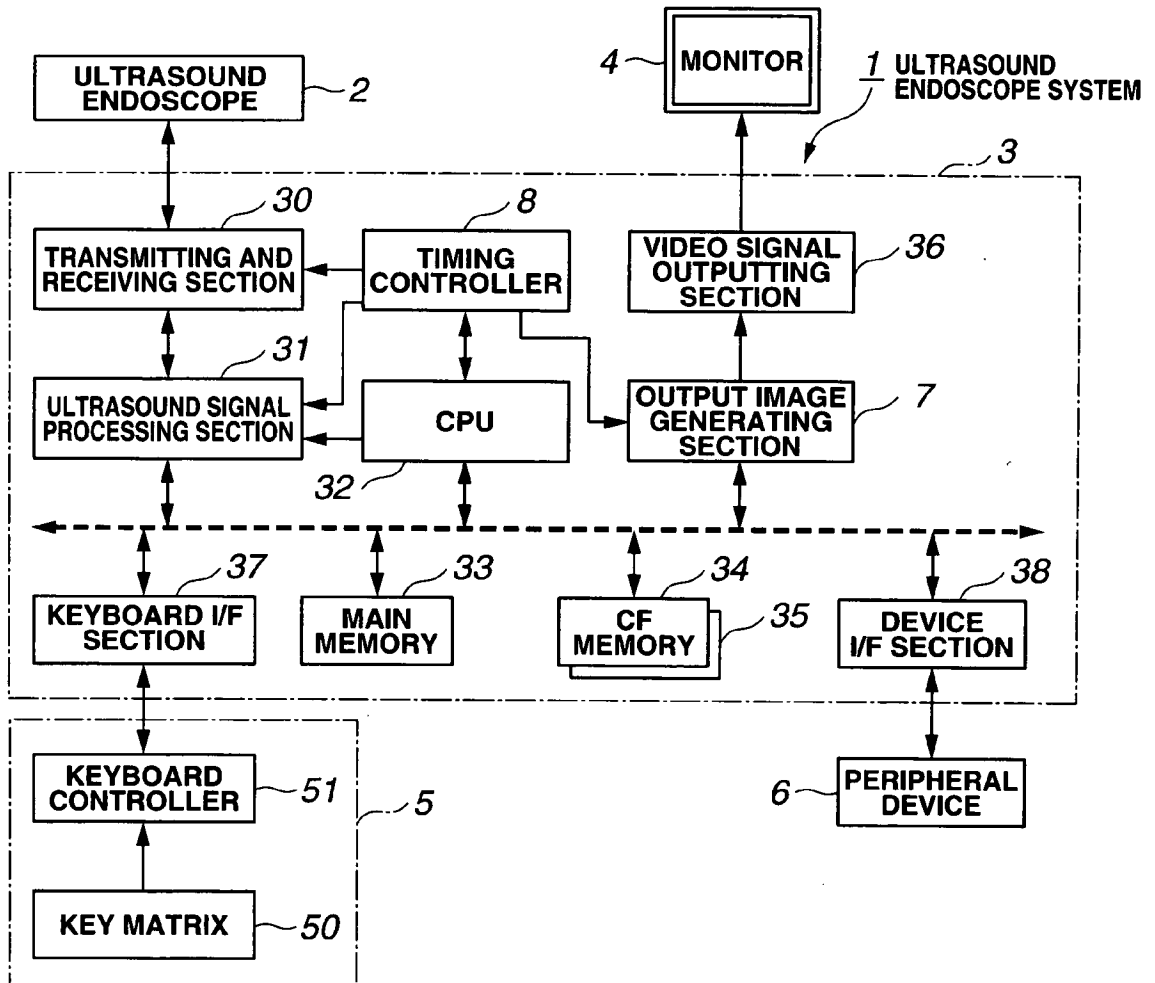 MONITOR
4
1 ULTRASOUND
ENDOSCOPE SYSTEM
ULTRASOUND
ENDOSCOPE
2
3
30
TRANSMITTING AND
RECEIVING SECTION
8
TIMING
CONTROLLER
VIDEO SIGNAL
OUTPUTTING
SECTION
36
31
ULTRASOUND SIGNAL
PROCESSING SECTION
CPU
32
OUTPUT IMAGE
GENERATING
SECTION
7
37
KEYBOARD I/F
SECTION
33
MAIN
MEMORY
34
CF
MEMORY
35
38
DEVICE
I/F SECTION
KEYBOARD
CONTROLLER
51
5
KEY MATRIX
50
6
PERIPHERAL
DEVICE